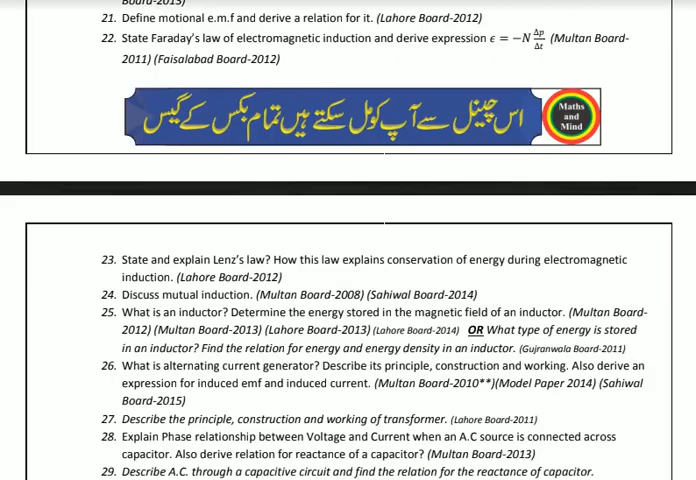 21. Define motional e.m.f and derive a relation for it. (Lahore Board-2012)
22. State Faraday's law of electromagnetic induction and derive expression ϵ = −N Δp/Δt (Multan Board-
2011) (Faisalabad Board-2012)
اس چینل سے آپ کو مل سکتے ہیں تمام بکس کے گیس
Maths
and
Mind
23. State and explain Lenz's law? How this law explains conservation of energy during electromagnetic
induction. (Lahore Board-2012)
24. Discuss mutual induction. (Multan Board-2008) (Sahiwal Board-2014)
25. What is an inductor? Determine the energy stored in the magnetic field of an inductor. (Multan Board-
2012) (Multan Board-2013) (Lahore Board-2013) (Lahore Board-2014) OR What type of energy is stored
in an inductor? Find the relation for energy and energy density in an inductor. (Gujranwala Board-2011)
26. What is alternating current generator? Describe its principle, construction and working. Also derive an
expression for induced emf and induced current. (Multan Board-2010**)(Model Paper 2014) (Sahiwal
Board-2015)
27. Describe the principle, construction and working of transformer. (Lahore Board-2011)
28. Explain Phase relationship between Voltage and Current when an A.C source is connected across
capacitor. Also derive relation for reactance of a capacitor? (Multan Board-2013)
29. Describe A.C. through a capacitive circuit and find the relation for the reactance of capacitor.